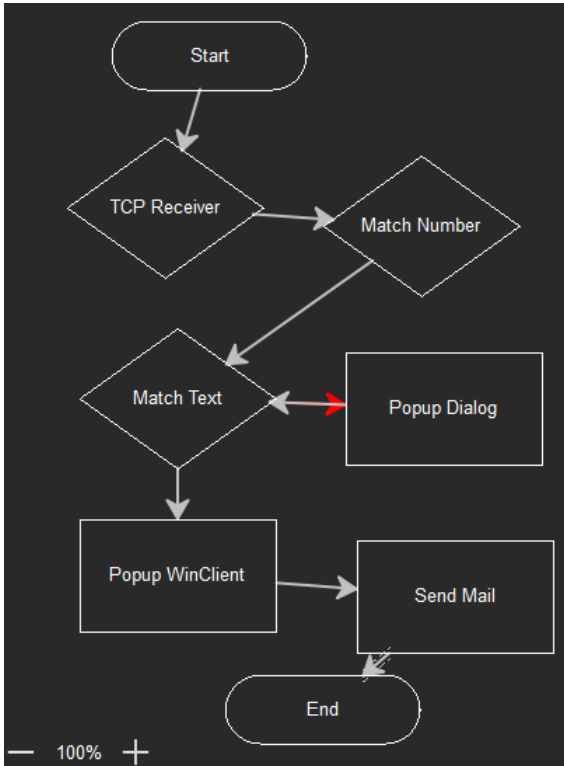 Start
TCP Receiver
Match Number
Match Text
Popup Dialog
Popup WinClient
Send Mail
End
100%